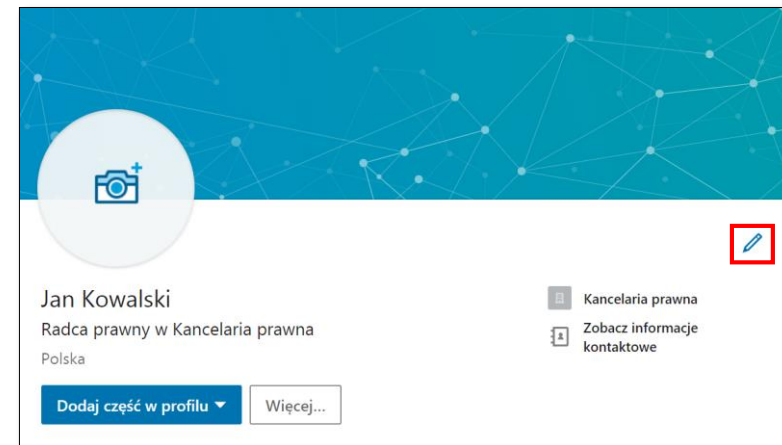 Jan Kowalski
Radca prawny w Kancelaria prawna
Polska
Dodaj część w profilu
Więcej...
Kancelaria prawna
Zobacz informacje
kontaktowe